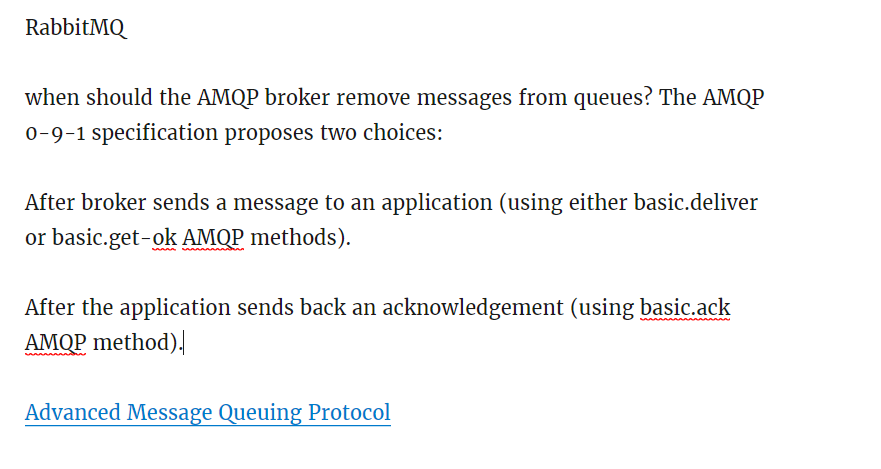 RabbitMQ
when should the AMQP broker remove messages from queues? The AMQP
0-9-1 specification proposes two choices:
After broker sends a message to an application (using either basic.deliver
or basic.get-ok AMQP methods).
After the application sends back an acknowledgement (using basic.ack
AMQP method).
Advanced Message Queuing Protocol